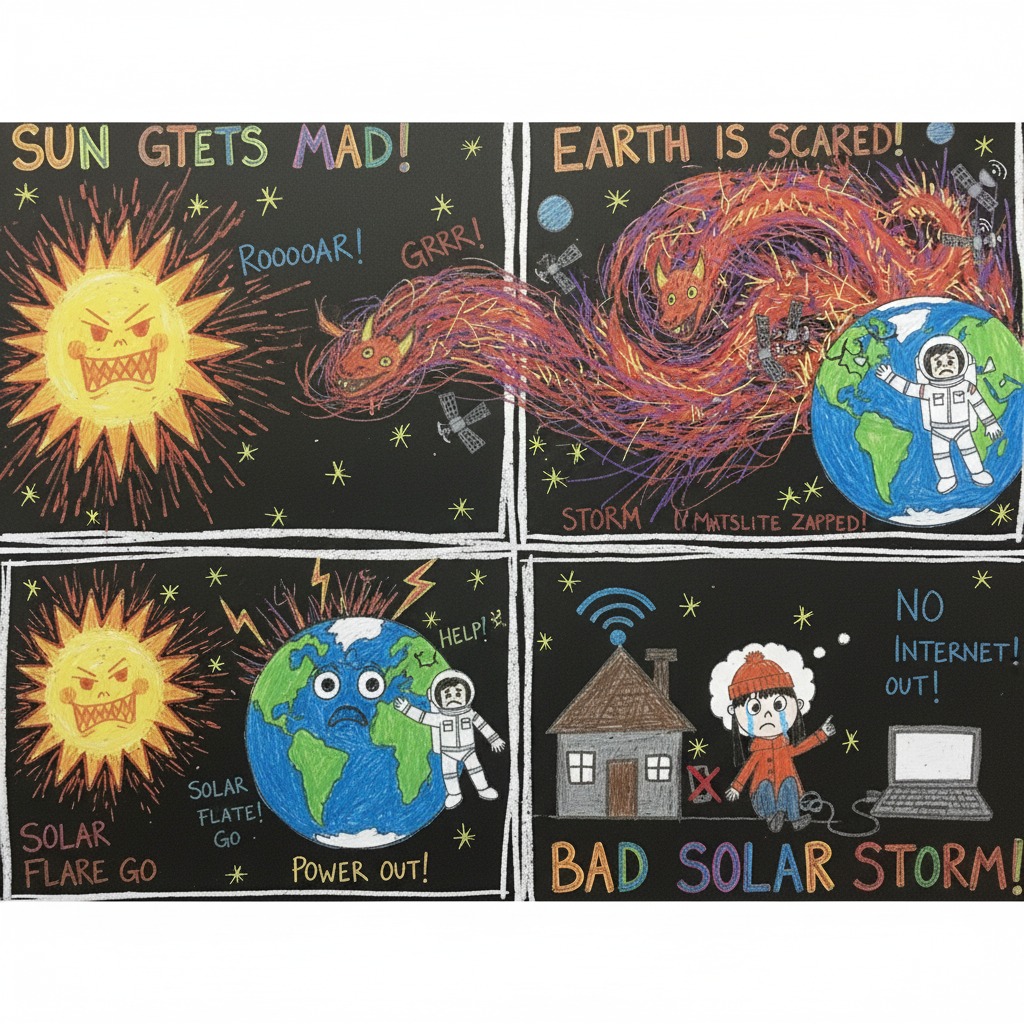 SUN GTETS MAD!
ROOOOAR!
GRRR!
EARTH IS SCARED!
STORM
ZAPPED!
HELP!
SOLAR
FLATE!
GO
SOLAR
FLARE GO
POWER OUT!
NO
INTERNET!
OUT!
BAD SOLAR STORM!